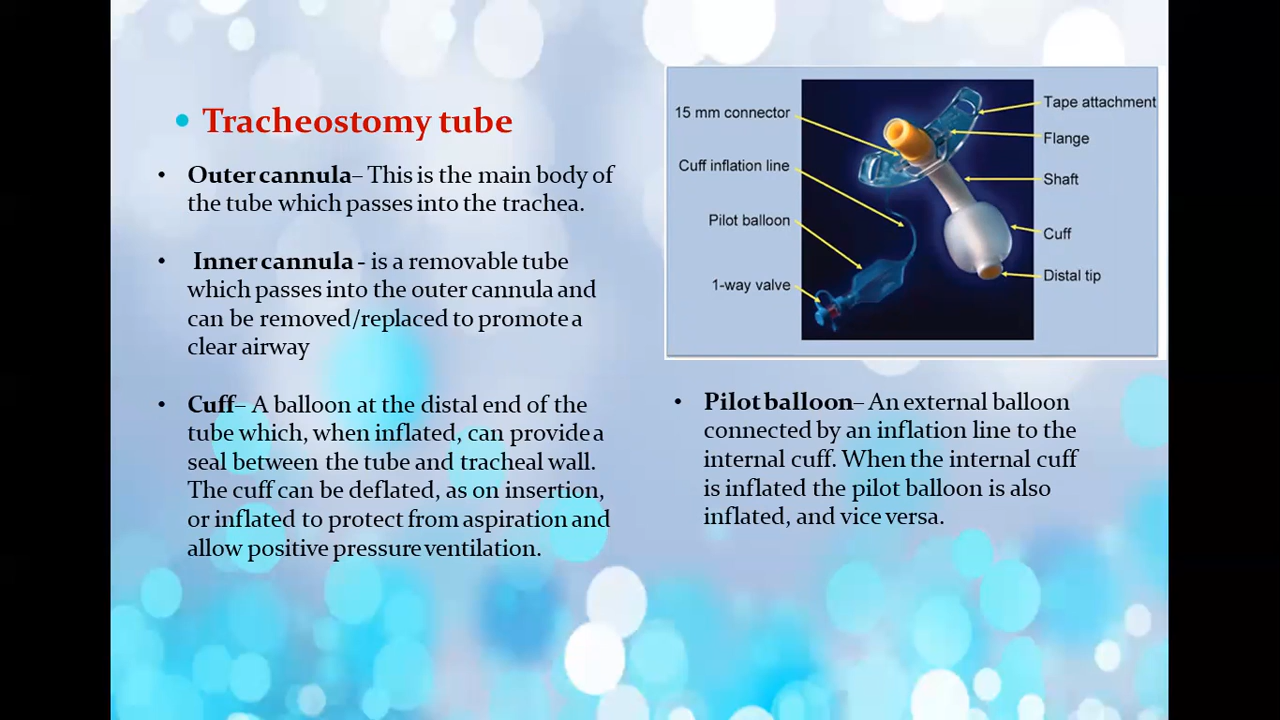 • Tracheostomy tube
• Outer cannula– This is the main body of
the tube which passes into the trachea.
• Inner cannula - is a removable tube
which passes into the outer cannula and
can be removed/replaced to promote a
clear airway
• Cuff– A balloon at the distal end of the
tube which, when inflated, can provide a
seal between the tube and tracheal wall.
The cuff can be deflated, as on insertion,
or inflated to protect from aspiration and
allow positive pressure ventilation.
15 mm connector
Cuff inflation line
Pilot balloon
1-way valve
Tape attachment
Flange
Shaft
Cuff
Distal tip
• Pilot balloon– An external balloon
connected by an inflation line to the
internal cuff. When the internal cuff
is inflated the pilot balloon is also
inflated, and vice versa.